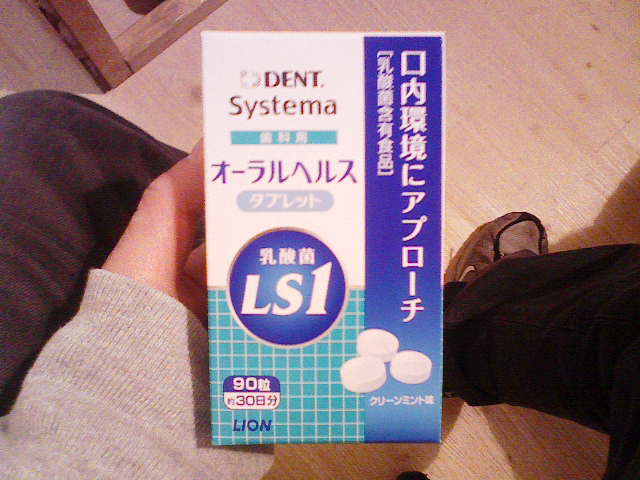 DENT.
Systema
歯科用
オーラルヘルス
タブレット
乳酸菌
LS1
90粒
約30日分
LION
口内環境にアプローチ
[乳酸菌含有食品]
クリーンミント味